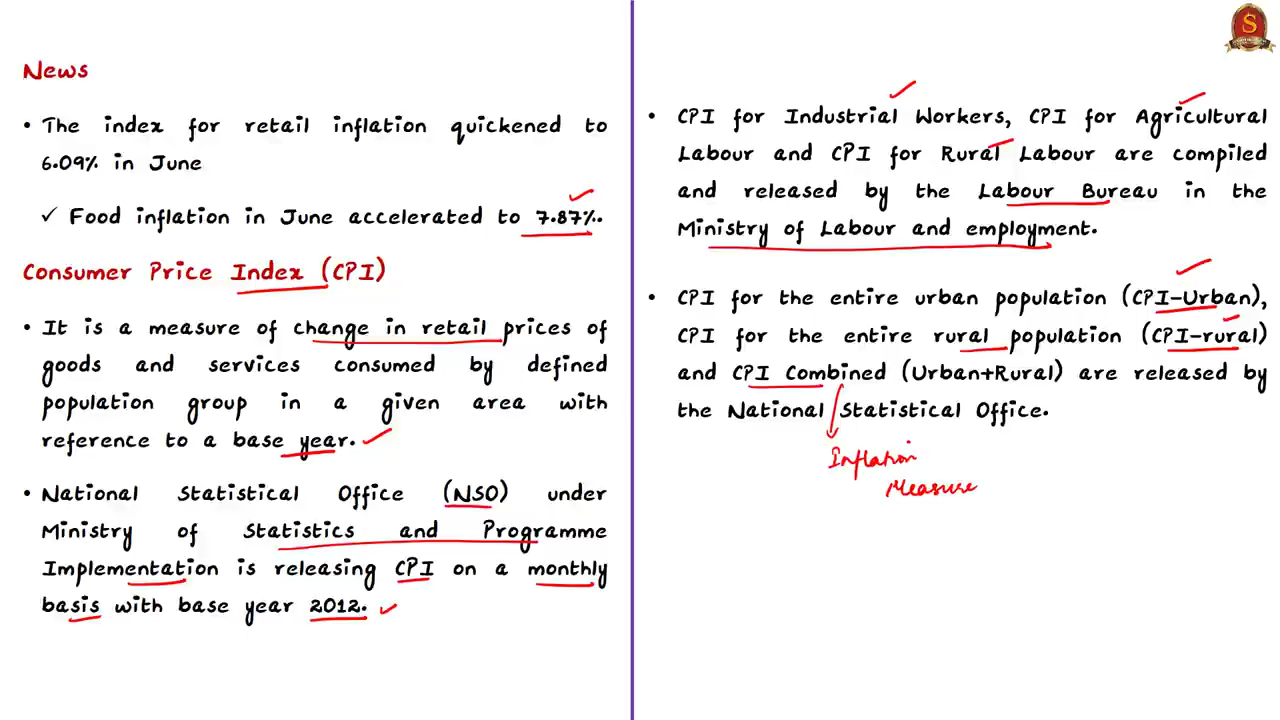 News
• The index for retail inflation quickened to
6.09% in June
✓ Food inflation in June accelerated to 7.87%.
Consumer Price Index (CPI)
• It is a measure of change in retail prices of
goods and services consumed by defined
population group in a given area with
reference to a base year.
• National Statistical Office (NSO) under
Ministry of Statistics and Programme
Implementation is releasing CPI on a monthly
basis with base year 2012.
• CPI for Industrial Workers, CPI for Agricultural
Labour and CPI for Rural Labour are compiled
and released by the Labour Bureau in the
Ministry of Labour and employment.
• CPI for the entire urban population (CPI-Urban),
CPI for the entire rural population (CPI-rural)
and CPI Combined (Urban+Rural) are released by
the National Statistical Office.
Inflation
Measure
S